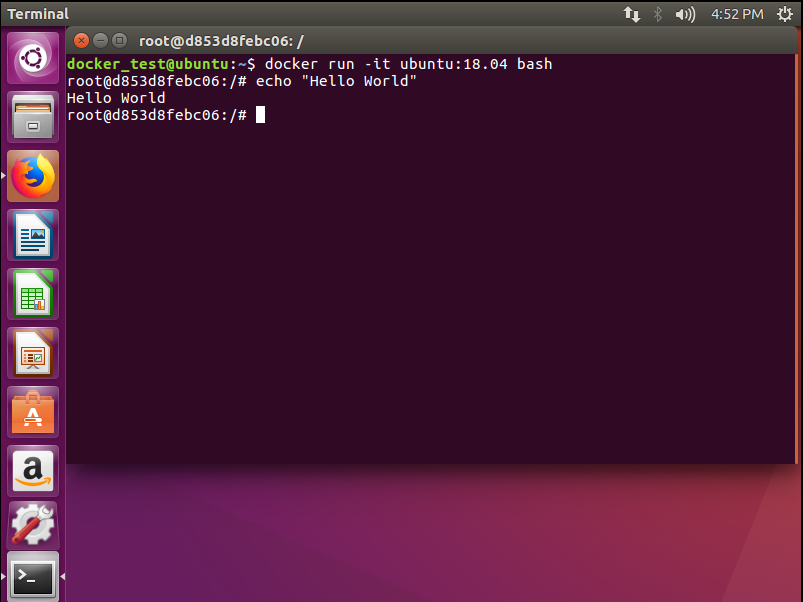 Terminal
4:52 PM
root@d853d8febc06: /
docker_test@ubuntu:~$ docker run -it ubuntu:18.04 bash
root@d853d8febc06:/# echo "Hello World"
Hello World
root@d853d8febc06:/#
A
a
>_